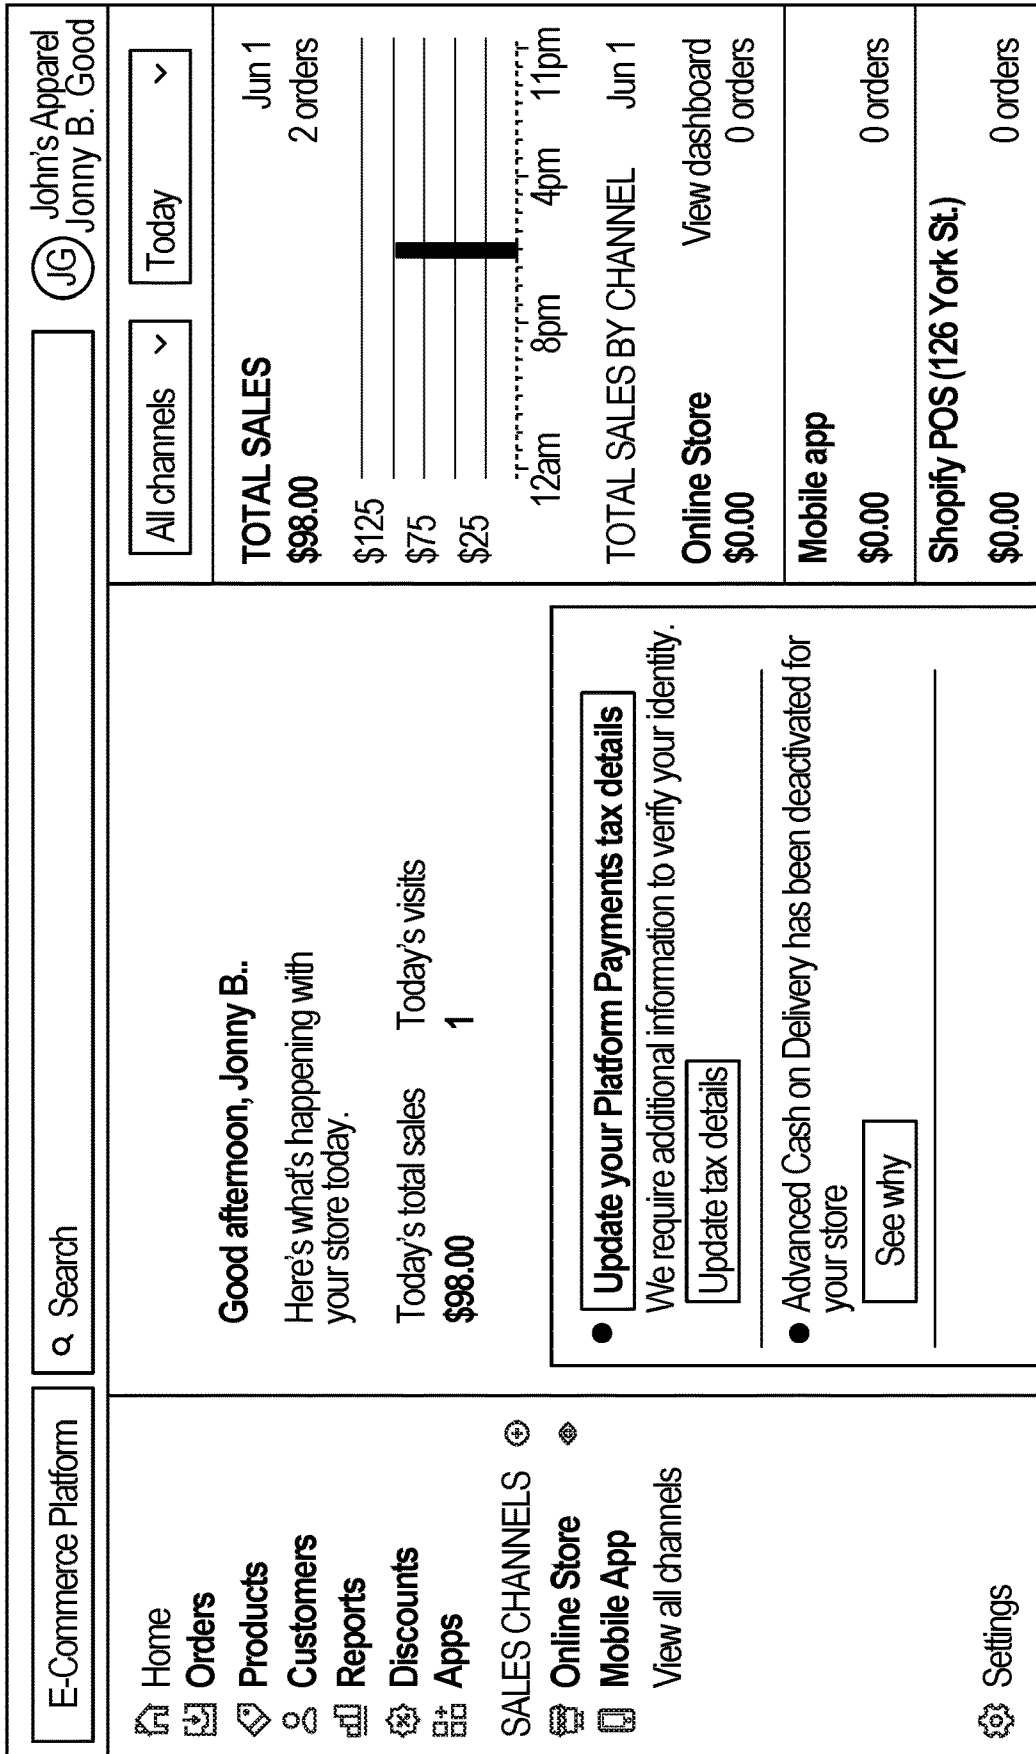 E-Commerce Platform
Search
JG
John's Apparel
Jonny B. Good
Home
Orders
Products
Customers
Reports
Discounts
Apps
SALES CHANNELS
Online Store
Mobile App
View all channels
Settings
Good afternoon, Jonny B..
Here's what's happening with
your store today.
Today's total sales Today's visits
$98.00 1
Update your Platform Payments tax details
We require additional information to verify your identity.
Update tax details
Advanced Cash on Delivery has been deactivated for
your store
See why
All channels Today
TOTAL SALES Jun 1
$98.00 2 orders
$125
$75
$25
12am 8pm 4pm 11pm
TOTAL SALES BY CHANNEL Jun 1
Online Store View dashboard
$0.00 0 orders
Mobile app
$0.00 0 orders
Shopify POS (126 York St.)
$0.00 0 orders